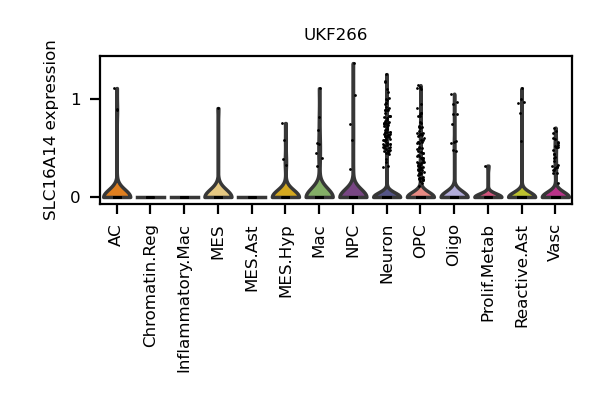 UKF266
SLC16A14 expression
1
0
AC
Chromatin.Reg
Inflammatory.Mac
MES
MES.Ast
MES.Hyp
Mac
NPC
Neuron
OPC
Oligo
Prolif.Metab
Reactive.Ast
Vasc